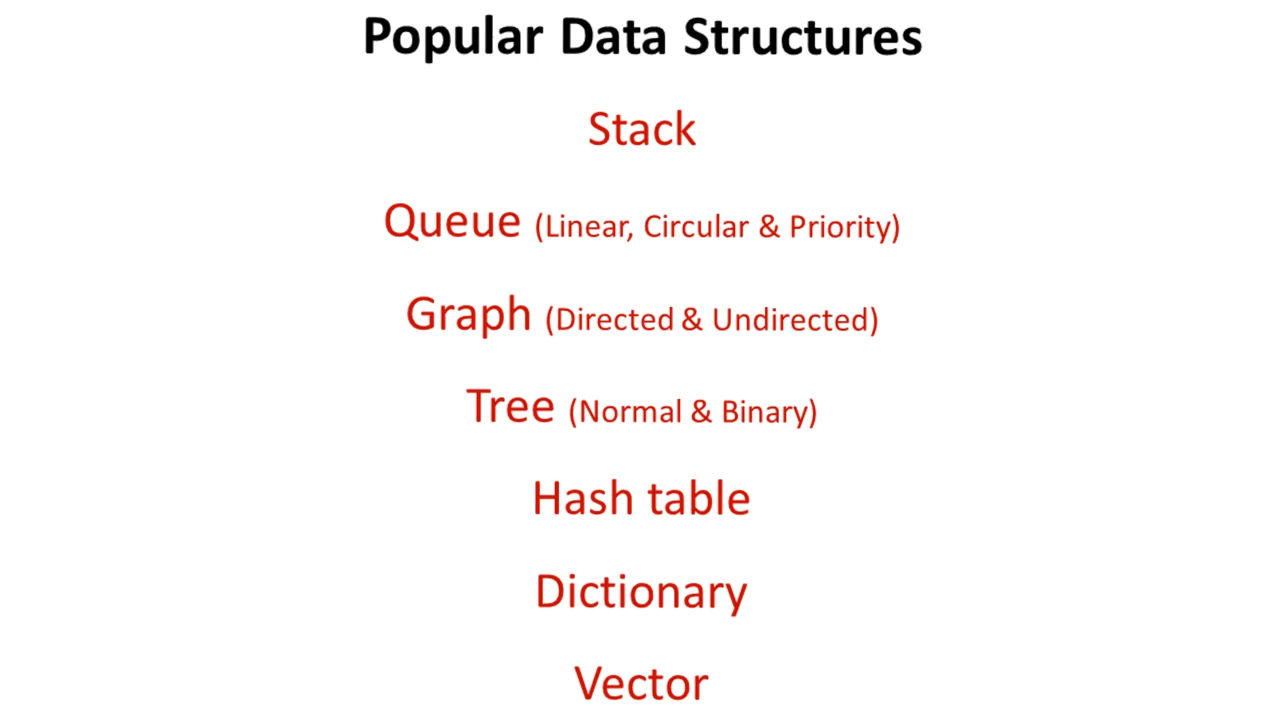 Popular Data Structures
Stack
Queue (Linear, Circular & Priority)
Graph (Directed & Undirected)
Tree (Normal & Binary)
Hash table
Dictionary
Vector